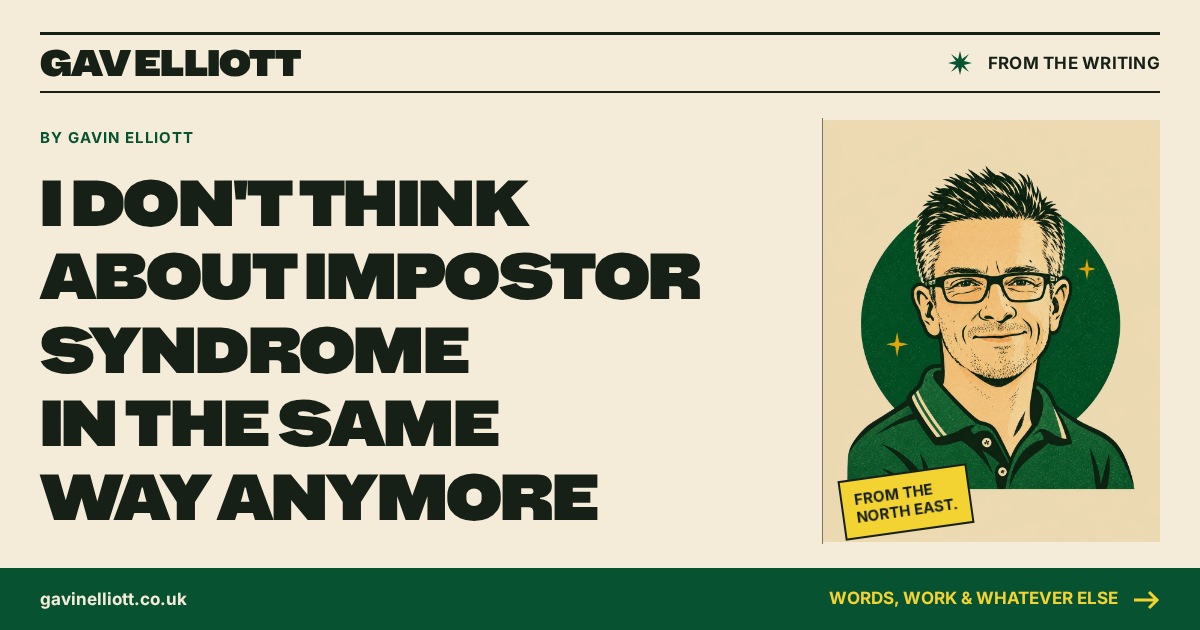 GAV ELLIOTT
FROM THE WRITING
BY GAVIN ELLIOTT
I DON'T THINK
ABOUT IMPOSTOR
SYNDROME
IN THE SAME
WAY ANYMORE
FROM THE
NORTH EAST.
gavinelliott.co.uk
WORDS, WORK & WHATEVER ELSE